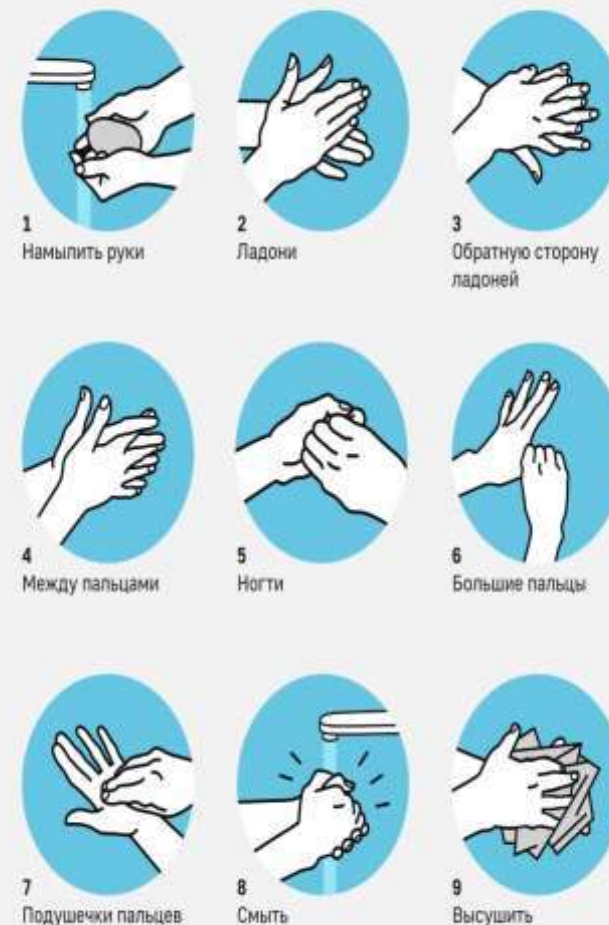 1
Намылить руки
2
Ладони
3
Обратную сторону
ладоней
4
Между пальцами
5
Ногти
6
Большие пальцы
7
Подушечки пальцев
8
Смыть
9
Высушить